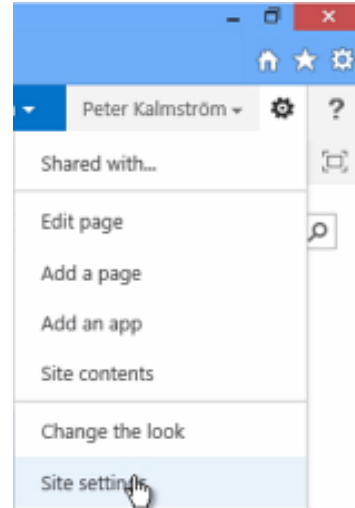 Peter Kalmström ?
Shared with...
Edit page
Add a page
Add an app
Site contents
Change the look
Site settings